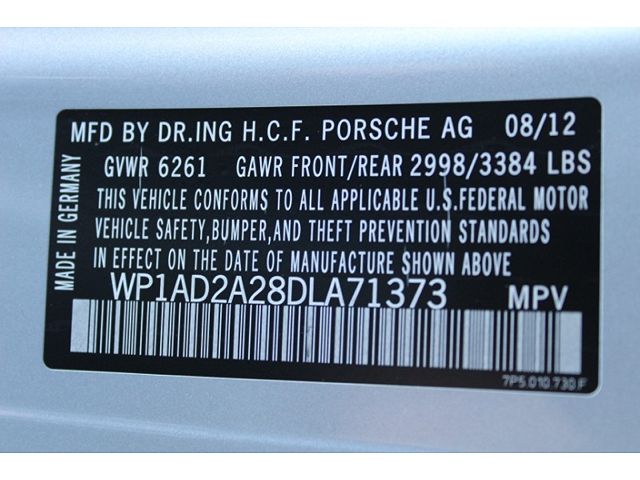 MADE IN GERMANY
MFD BY DR.ING H.C.F. PORSCHE AG 08/12
GVWR 6261 GAWR FRONT/REAR 2998/3384 LBS
THIS VEHICLE CONFORMS TO ALL APPLICABLE U.S.FEDERAL MOTOR
VEHICLE SAFETY,BUMPER,AND THEFT PREVENTION STANDARDS
IN EFFECT ON THE DATE OF MANUFACTURE SHOWN ABOVE
WP1AD2A28DLA71373 MPV
7P5.010.730 F